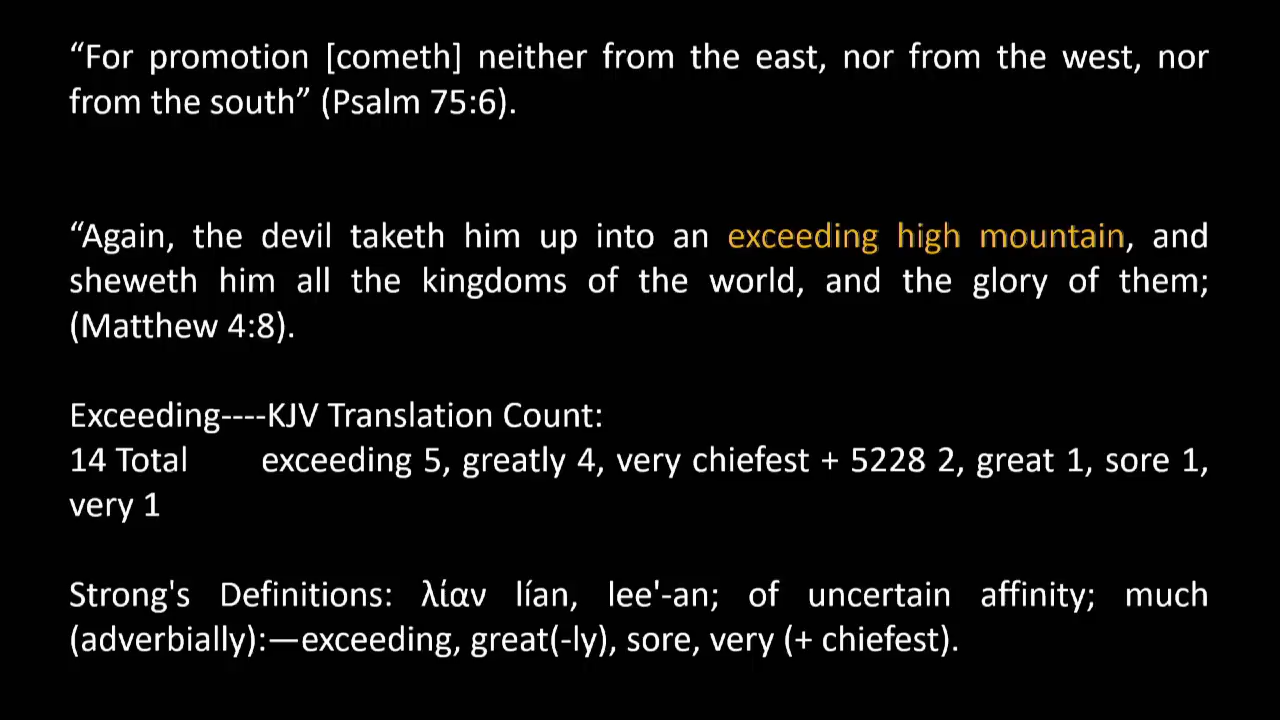 “For promotion [cometh] neither from the east, nor from the west, nor
from the south” (Psalm 75:6).
“Again, the devil taketh him up into an exceeding high mountain, and
sheweth him all the kingdoms of the world, and the glory of them;
(Matthew 4:8).
Exceeding----KJV Translation Count:
14 Total exceeding 5, greatly 4, very chiefest + 5228 2, great 1, sore 1,
very 1
Strong's Definitions: λίαν lían, lee'-an; of uncertain affinity; much
(adverbially):—exceeding, great(-ly), sore, very (+ chiefest).